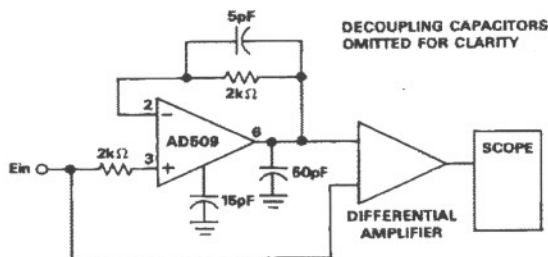 5pF
DECOUPLING CAPACITORS
OMITTED FOR CLARITY
2kΩ
2
−
AD509
6
2kΩ
3
+
Ein
50pF
15pF
SCOPE
DIFFERENTIAL
AMPLIFIER